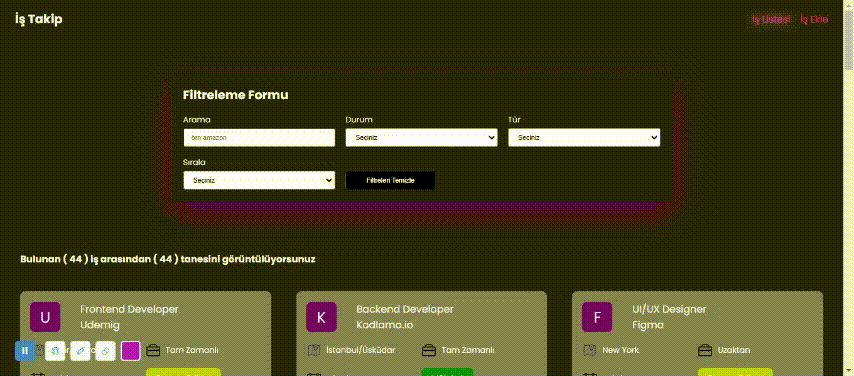 İş Takip
İş Listesi
İş Ekle
Filtreleme Formu
Arama
Durum
Tür
örn:amazon
Seçiniz
Seçiniz
Sırala
Seçiniz
Filtreleri Temizle
Bulunan ( 44 ) iş arasından ( 44 ) tanesini görüntülüyorsunuz
U
Frontend Developer
Udemig
K
Backend Developer
Kodlama.io
F
UI/UX Designer
Figma
Tam Zamanlı
İstanbul/Üsküdar
Tam Zamanlı
New York
Uzaktan